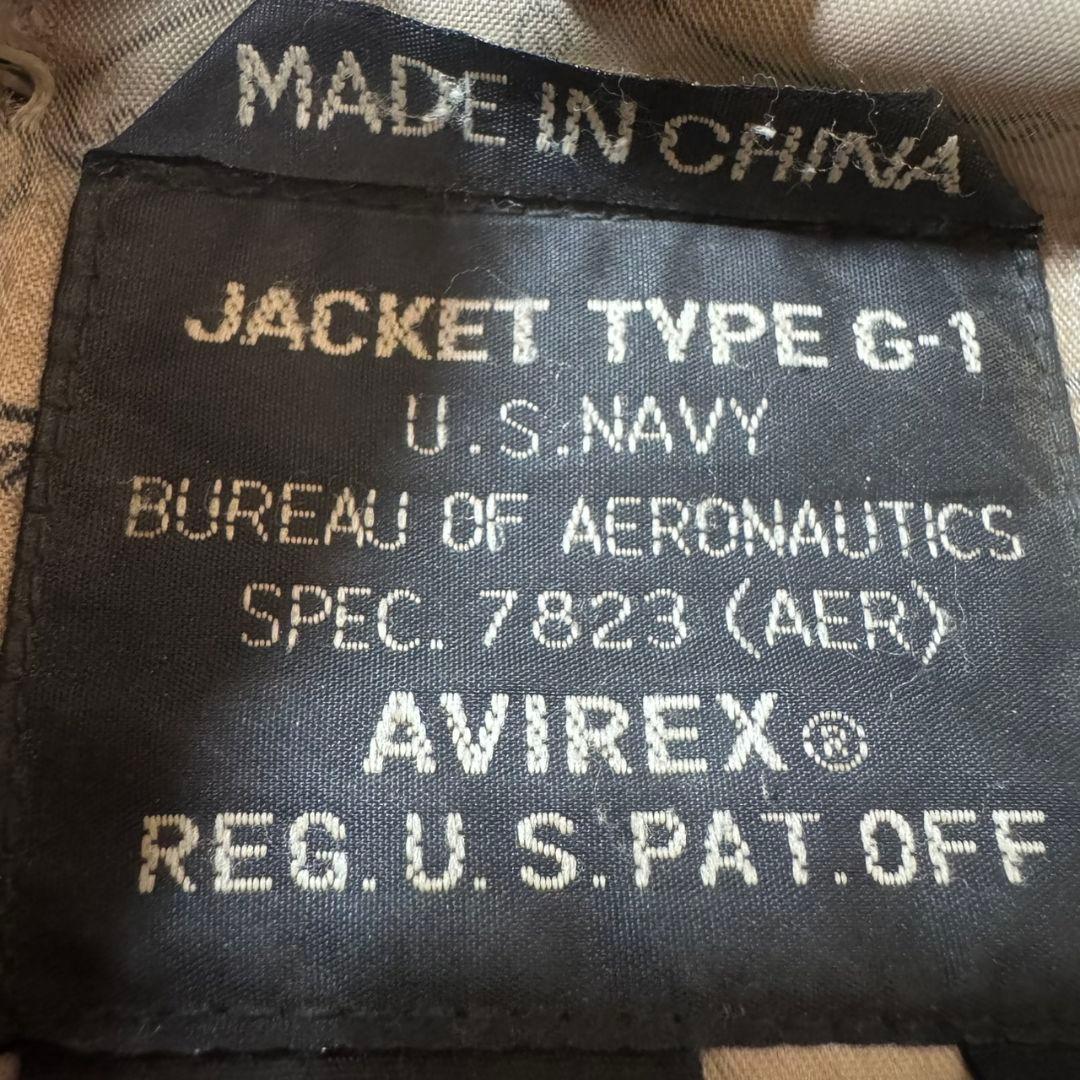 MADE IN CHINA
JACKET TYPE G-1
U.S.NAVY
BUREAU OF AERONAUTICS
SPEC. 7823 (AER)
AVIREX®
REG.U.S.PAT.OFF